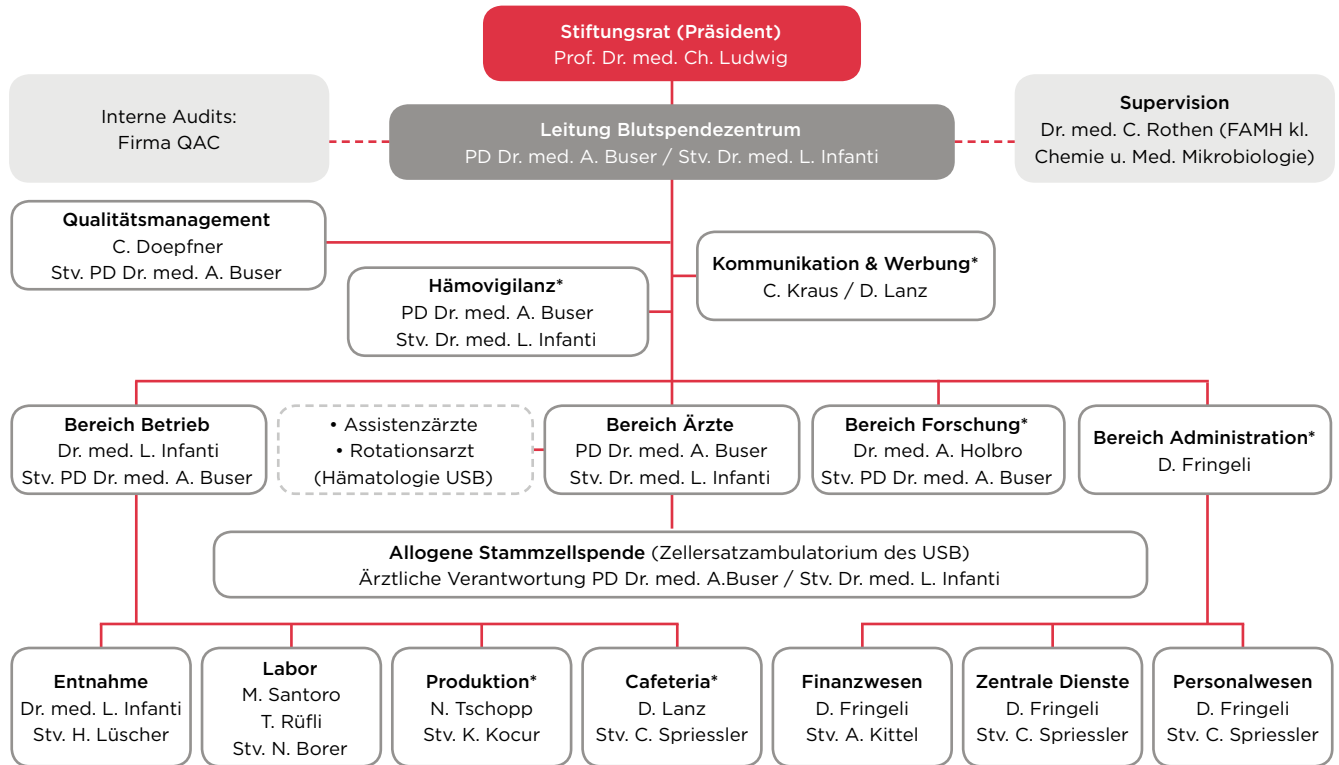 Stiftungsrat (Präsident)
Prof. Dr. med. Ch. Ludwig
Interne Audits:
Firma QAC
Leitung Blutspendezentrum
PD Dr. med. A. Buser / Stv. Dr. med. L. Infanti
Supervision
Dr. med. C. Rothen (FAMH kl.
Chemie u. Med. Mikrobiologie)
Qualitätsmanagement
C. Doepfner
Stv. PD Dr. med. A. Buser
Kommunikation & Werbung*
C. Kraus / D. Lanz
Hämovigilanz*
PD Dr. med. A. Buser
Stv. Dr. med. L. Infanti
Bereich Betrieb
Dr. med. L. Infanti
Stv. PD Dr. med. A. Buser
• Assistenzärzte
• Rotationsarzt
(Hämatologie USB)
Bereich Ärzte
PD Dr. med. A. Buser
Stv. Dr. med. L. Infanti
Bereich Forschung*
Dr. med. A. Holbro
Stv. PD Dr. med. A. Buser
Bereich Administration*
D. Fringeli
Allogene Stammzellspende (Zellersatzambulatorium des USB)
Ärztliche Verantwortung PD Dr. med. A.Buser / Stv. Dr. med. L. Infanti
Entnahme
Dr. med. L. Infanti
Stv. H. Lüscher
Labor
M. Santoro
T. Rüfli
Stv. N. Borer
Produktion*
N. Tschopp
Stv. K. Kocur
Cafeteria*
D. Lanz
Stv. C. Spriessler
Finanzwesen
D. Fringeli
Stv. A. Kittel
Zentrale Dienste
D. Fringeli
Stv. C. Spriessler
Personalwesen
D. Fringeli
Stv. C. Spriessler